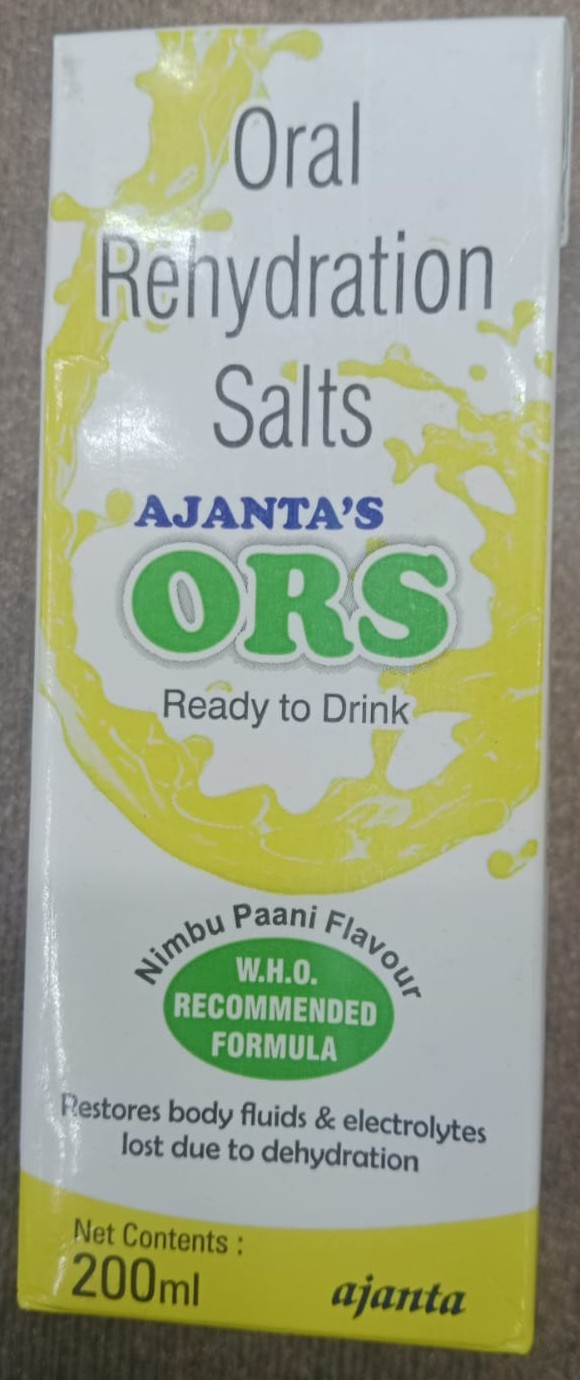 Oral
Rehydration
Salts
AJANTA'S
ORS
Ready to Drink
Nimbu Paani Flavour
W.H.O.
RECOMMENDED
FORMULA
Restores body fluids & electrolytes
lost due to dehydration
Net Contents :
200ml
ajanta